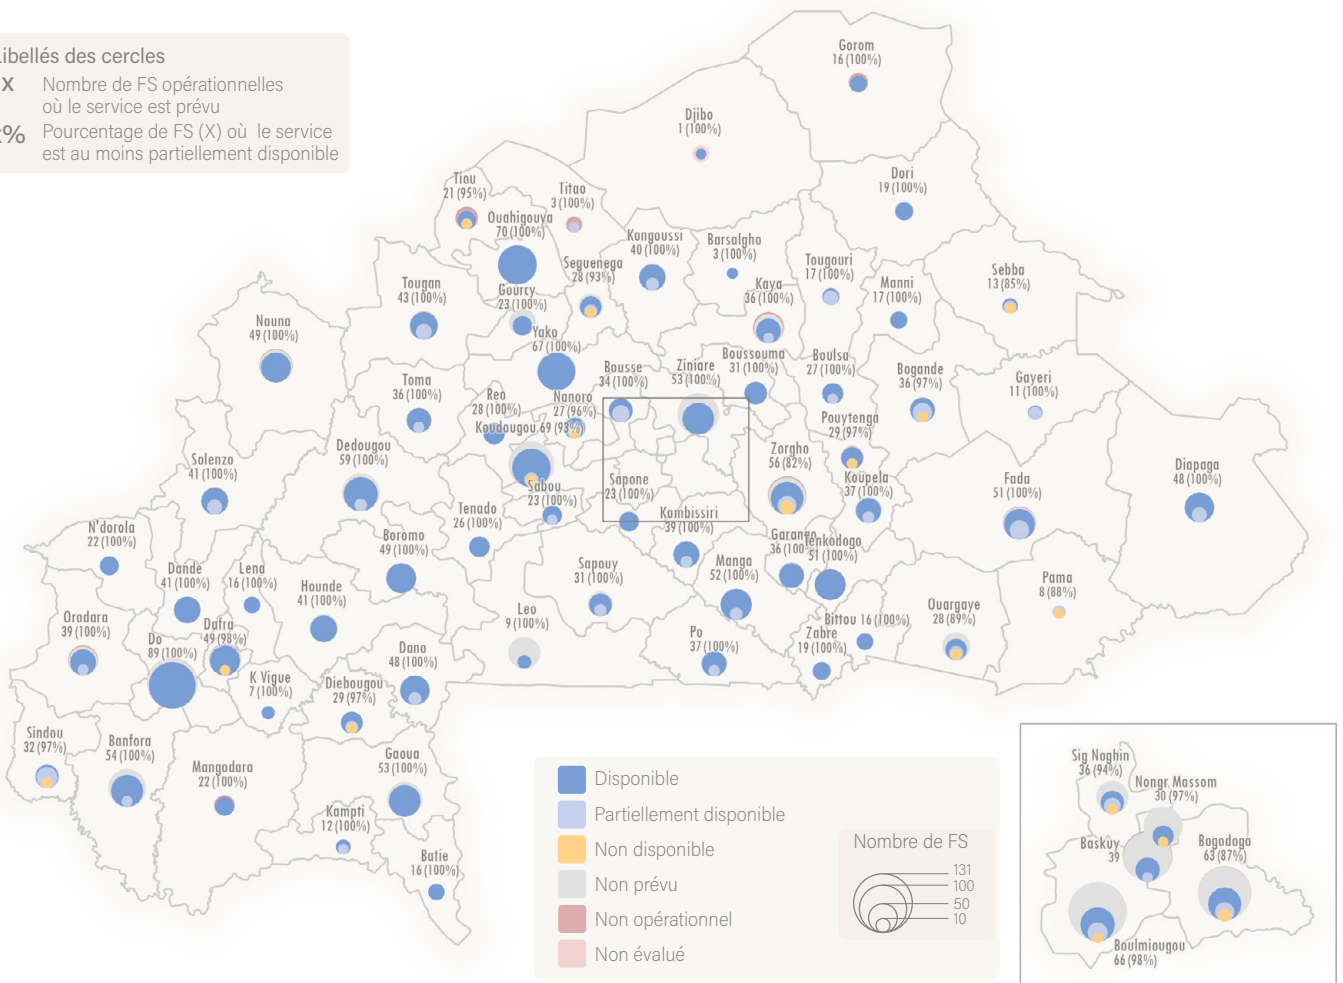 Libellés des cercles
X Nombre de FS opérationnelles
où le service est prévu
% Pourcentage de FS (X) où le service
est au moins partiellement disponible
Gorom
16 (100%)
Djibo
1 (100%)
Dori
19 (100%)
Tiou
21 (95%)
Titao
3 (100%)
Ouahigouya
70 (100%)
Kongoussi
40 (100%)
Barsalgho
3 (100%)
Tougouri
17 (100%)
Seguenega
28 (93%)
Sebba
13 (85%)
Tougan
43 (100%)
Gourcy
23 (100%)
Kaya
36 (100%)
Manni
17 (100%)
Nouna
49 (100%)
Yako
67 (100%)
Bousse
34 (100%)
Ziniare
53 (100%)
Boussouma
31 (100%)
Boulsa
27 (100%)
Bogande
36 (97%)
Gayeri
11 (100%)
Toma
36 (100%)
Reo
28 (100%)
Nanoro
27 (96%)
Koudougou 69 (93%)
Pouytenga
29 (97%)
Dedougou
59 (100%)
Solenzo
41 (100%)
Zorgho
56 (82%)
Koupela
37 (100%)
Fada
51 (100%)
Diapaga
48 (100%)
Sabou
23 (100%)
Sapone
23 (100%)
Tenado
26 (100%)
Kombissiri
39 (100%)
N'dorola
22 (100%)
Boromo
49 (100%)
Garango
36 (100%)
Tenkodogo
51 (100%)
Dande
41 (100%)
Lena
16 (100%)
Hounde
41 (100%)
Sapouy
31 (100%)
Manga
52 (100%)
Pama
8 (88%)
Orodara
39 (100%)
Dafra
49 (98%)
Do
89 (100%)
Leo
9 (100%)
Po
37 (100%)
Bittou 16 (100%)
Zabre
19 (100%)
Ouargaye
28 (89%)
Dano
48 (100%)
K Vigue
7 (100%)
Diebougou
29 (97%)
Sindou
32 (97%)
Banfora
54 (100%)
Mangodara
22 (100%)
Gaoua
53 (100%)
Kampti
12 (100%)
Batie
16 (100%)
Disponible
Partiellement disponible
Non disponible
Non prévu
Non opérationnel
Non évalué
Nombre de FS
131
100
50
10
Sig Noghin
36 (94%)
Nongr Massom
30 (97%)
Baskuy
39
Bogodogo
63 (87%)
Boulmiougou
66 (98%)